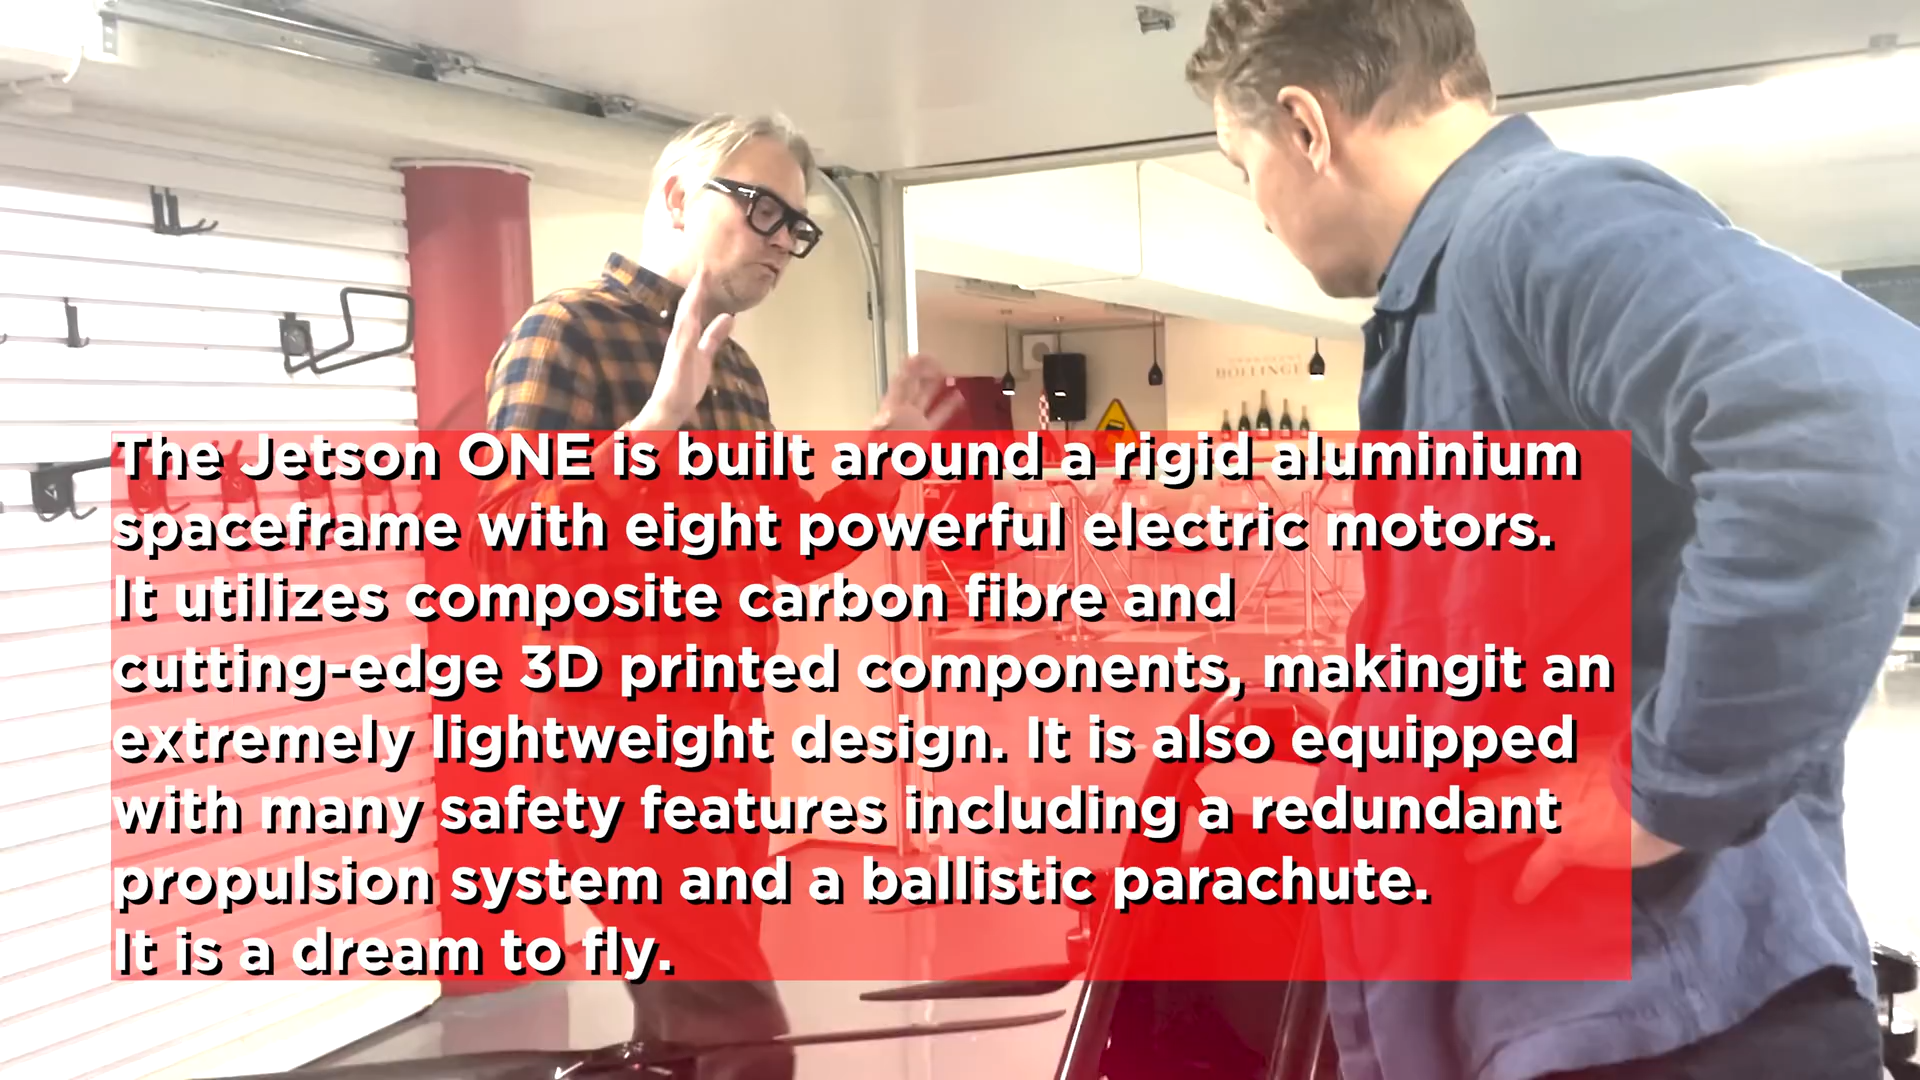 BOLLINGE
The Jetson ONE is built around a rigid aluminium
spaceframe with eight powerful electric motors.
It utilizes composite carbon fibre and
cutting-edge 3D printed components, makingit an
extremely lightweight design. It is also equipped
with many safety features including a redundant
propulsion system and a ballistic parachute.
It is a dream to fly.